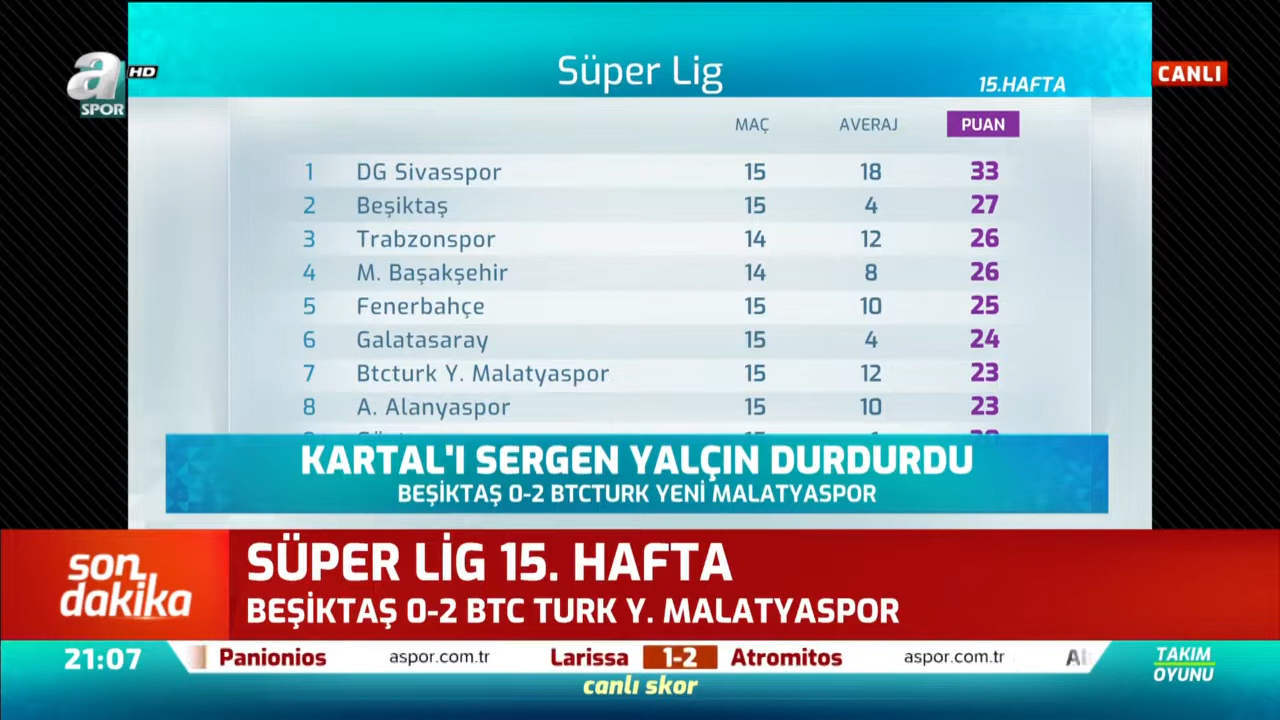 a HD
SPOR
Süper Lig
15.HAFTA
CANLI
MAÇ AVERAJ PUAN
1 DG Sivasspor 15 18 33
2 Beşiktaş 15 4 27
3 Trabzonspor 14 12 26
4 M. Başakşehir 14 8 26
5 Fenerbahçe 15 10 25
6 Galatasaray 15 4 24
7 Btcturk Y. Malatyaspor 15 12 23
8 A. Alanyaspor 15 10 23
KARTAL'I SERGEN YALÇIN DURDURDU
BEŞİKTAŞ 0-2 BTCTURK YENİ MALATYASPOR
son dakika
SÜPER LİG 15. HAFTA
BEŞİKTAŞ 0-2 BTC TURK Y. MALATYASPOR
21:07 Panionios aspor.com.tr Larissa 1-2 Atromitos aspor.com.tr
canlı skor
TAKIM
OYUNU